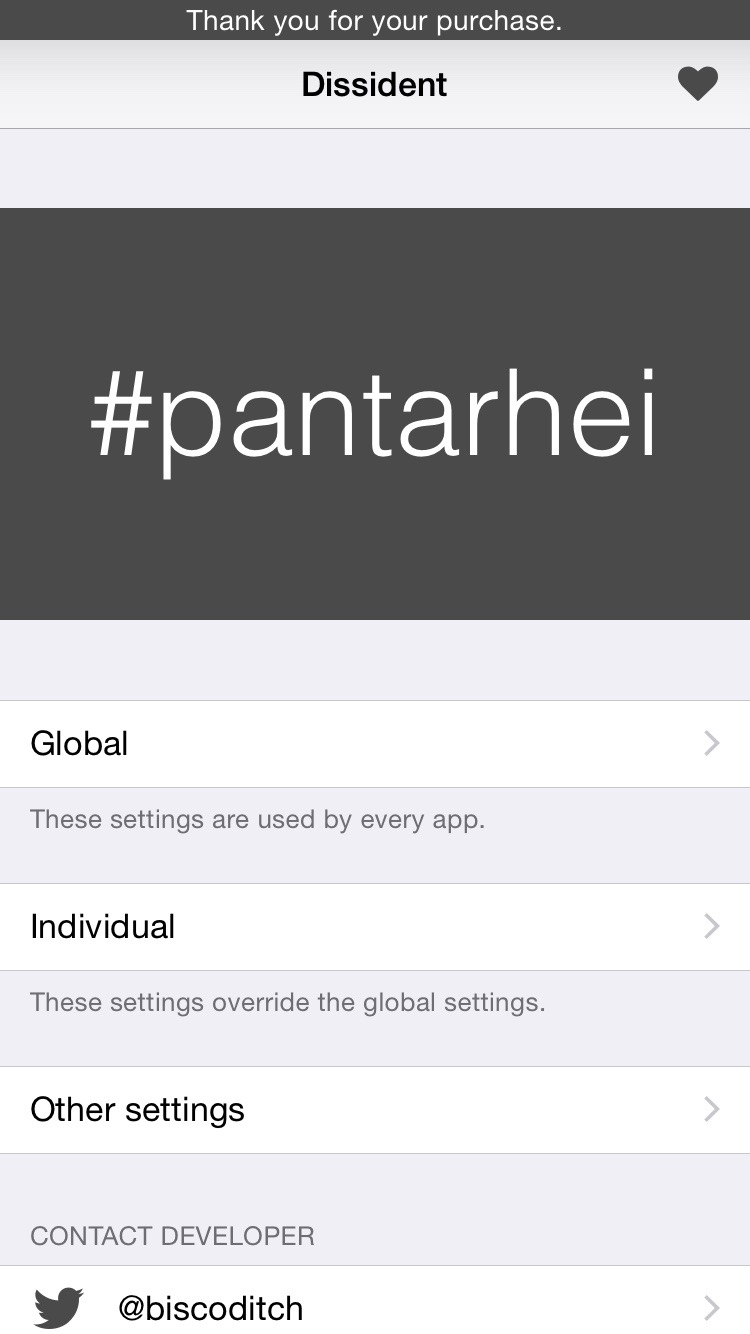 Thank you for your purchase.
Dissident
#pantarhei
Global
These settings are used by every app.
Individual
These settings override the global settings.
Other settings
CONTACT DEVELOPER
@biscoditch